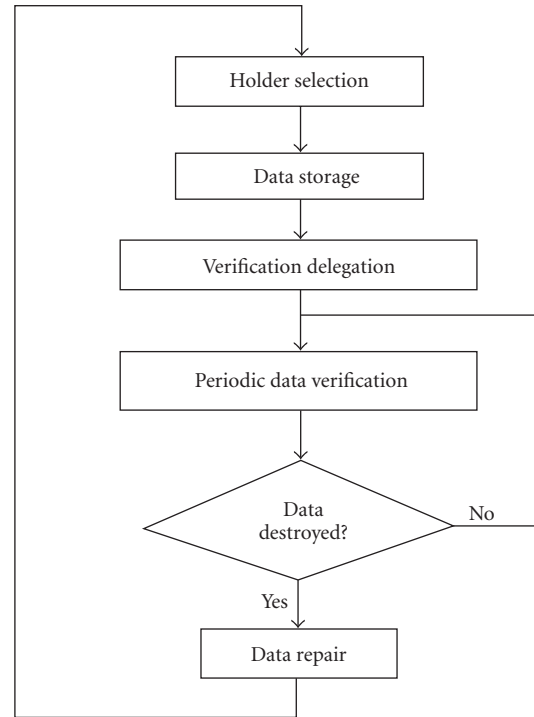 Holder selection
Data storage
Verification delegation
Periodic data verification
Data
destroyed?
No
Yes
Data repair